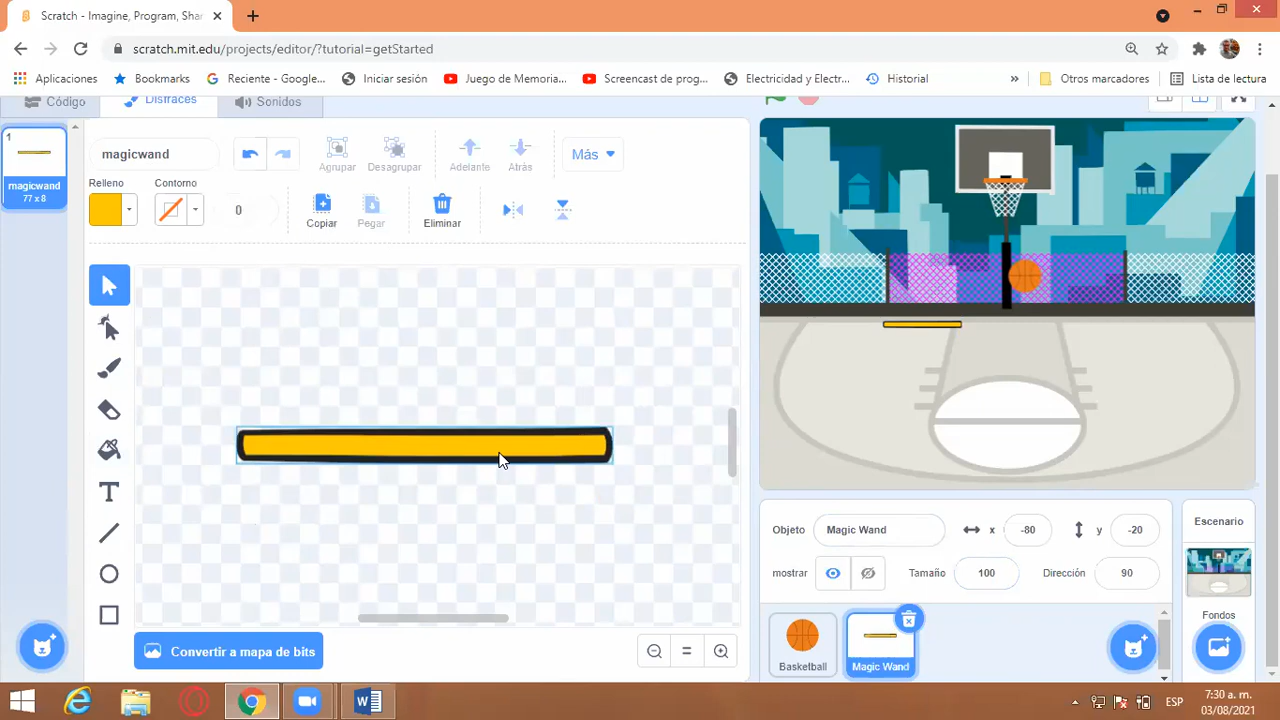 Scratch - Imagine, Program, Shar
scratch.mit.edu/projects/editor/?tutorial=getStarted
Aplicaciones Bookmarks Reciente - Google... Iniciar sesión Juego de Memoria... Screencast de prog... Electricidad y Electr... Historial » Otros marcadores Lista de lectura
Código Disfraces Sonidos
1
magicwand
77 x 8
magicwand
Agrupar Desagrupar Adelante Atrás Más
Relleno Contorno
0
Copiar Pegar Eliminar
T
Convertir a mapa de bits
Objeto Magic Wand x -80 y -20
mostrar Tamaño 100 Dirección 90
Basketball Magic Wand
Escenario
Fondos
ESP
7:30 a. m.
03/08/2021